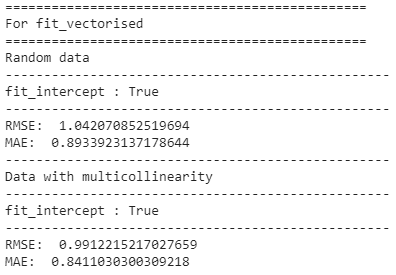 ===============================================
For fit_vectorised
===============================================
Random data
--------------------------------------------------
fit_intercept : True
--------------------------------------------------
RMSE:  1.042070852519694
MAE:  0.8933923137178644
--------------------------------------------------
Data with multicollinearity
--------------------------------------------------
fit_intercept : True
--------------------------------------------------
RMSE:  0.9912215217027659
MAE:  0.8411030300309218